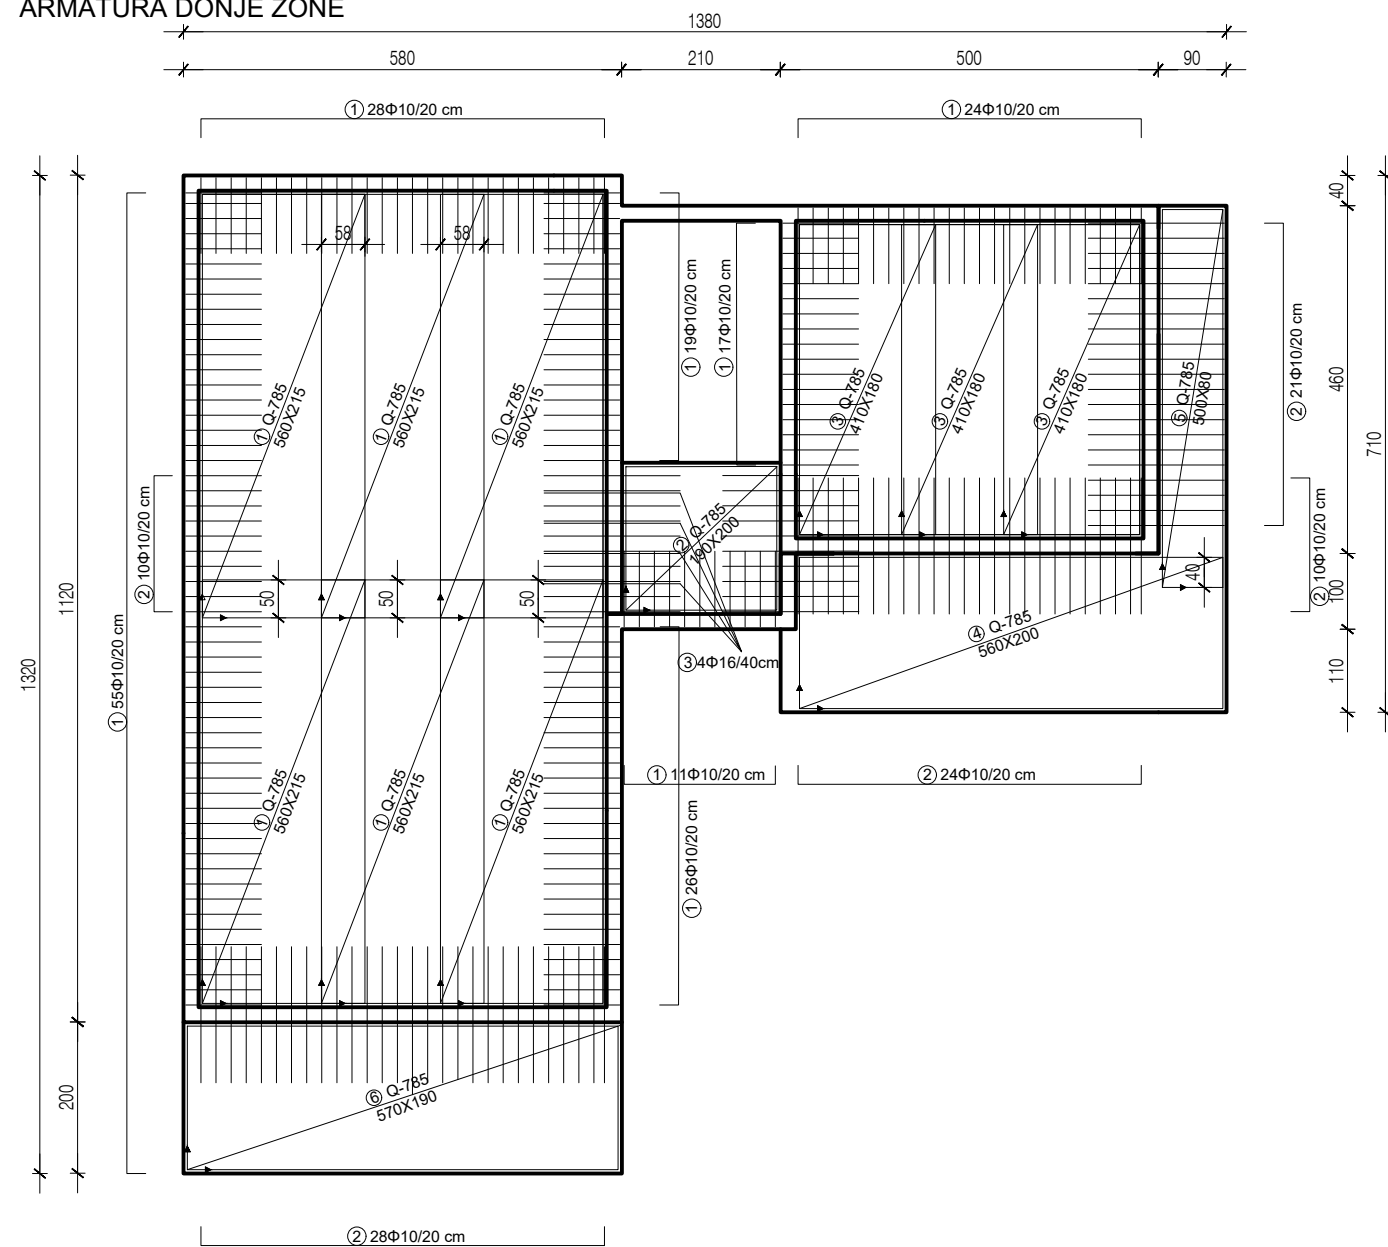 ARMATURA DONJE ZONE
1380
580
210
500
90
① 28Φ10/20 cm
① 24Φ10/20 cm
1320
1120
200
① 55Φ10/20 cm
② 10Φ10/20 cm
58
58
① Q-785
560X215
① Q-785
560X215
① Q-785
560X215
50
50
50
① Q-785
560X215
① Q-785
560X215
① Q-785
560X215
① 19Φ10/20 cm
① 17Φ10/20 cm
② Q-785
190X200
③ 4Φ16/40cm
③ Q-785
410X180
③ Q-785
410X180
③ Q-785
410X180
⑤ Q-785
500X80
② 21Φ10/20 cm
② 10Φ10/20 cm
40
460
100
110
710
40
④ Q-785
560X200
① 11Φ10/20 cm
② 24Φ10/20 cm
① 26Φ10/20 cm
⑥ Q-785
570X190
② 28Φ10/20 cm